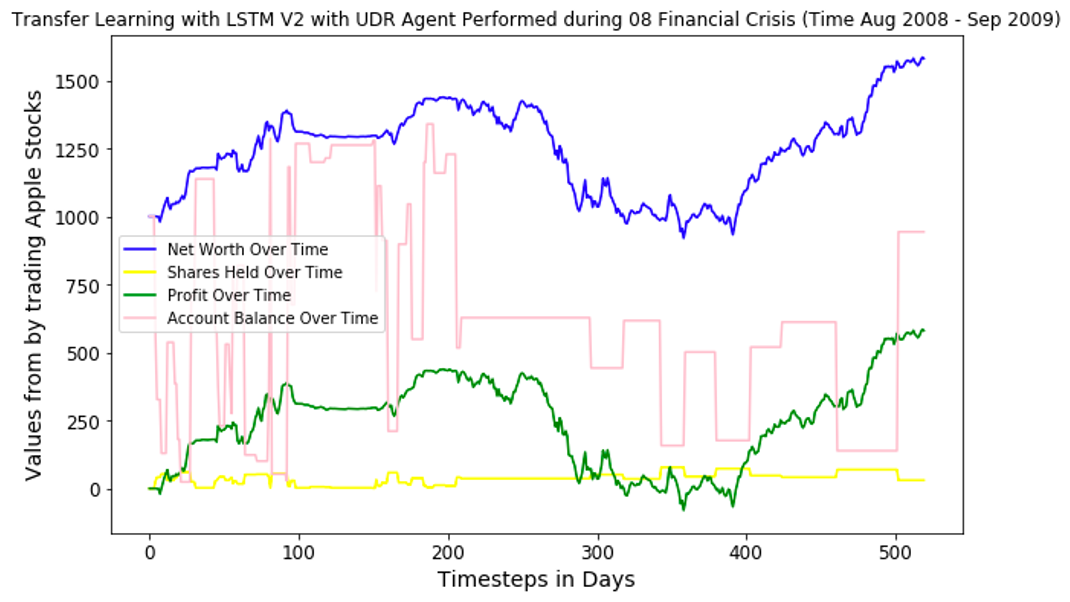 Transfer Learning with LSTM V2 with UDR Agent Performed during 08 Financial Crisis (Time Aug 2008 - Sep 2009)
Values from by trading Apple Stocks
1500
1250
1000
750
500
250
0
Net Worth Over Time
Shares Held Over Time
Profit Over Time
Account Balance Over Time
0 100 200 300 400 500
Timesteps in Days